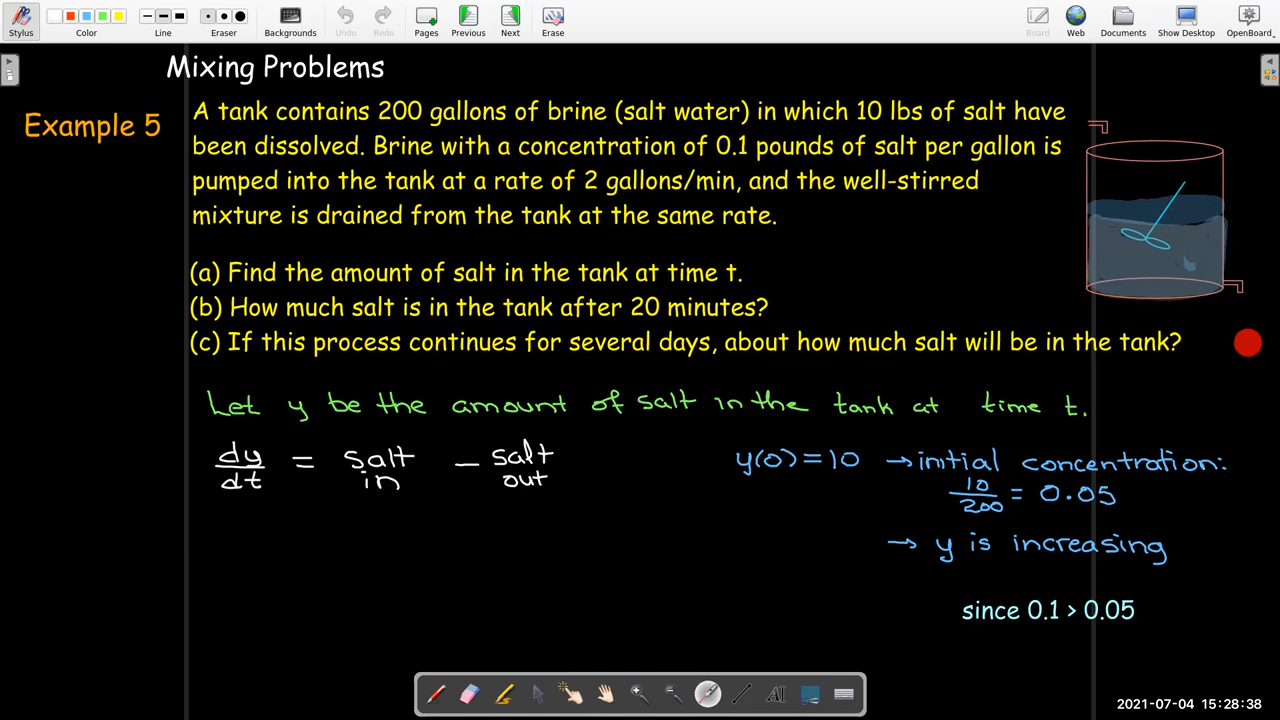 Stylus
Color
Line
Eraser
Backgrounds
Undo
Redo
Pages
Previous
Next
Erase
Board
Web
Documents
Show Desktop
OpenBoard
Mixing Problems
Example 5
A tank contains 200 gallons of brine (salt water) in which 10 lbs of salt have
been dissolved. Brine with a concentration of 0.1 pounds of salt per gallon is
pumped into the tank at a rate of 2 gallons/min, and the well-stirred
mixture is drained from the tank at the same rate.
(a) Find the amount of salt in the tank at time t.
(b) How much salt is in the tank after 20 minutes?
(c) If this process continues for several days, about how much salt will be in the tank?
Let y be the amount of salt in the tank at time t.
dy/dt = salt in − salt out
y(0) = 10 → initial concentration:
10/200 = 0.05
→ y is increasing
since 0.1 > 0.05
AI
2021-07-04 15:28:38